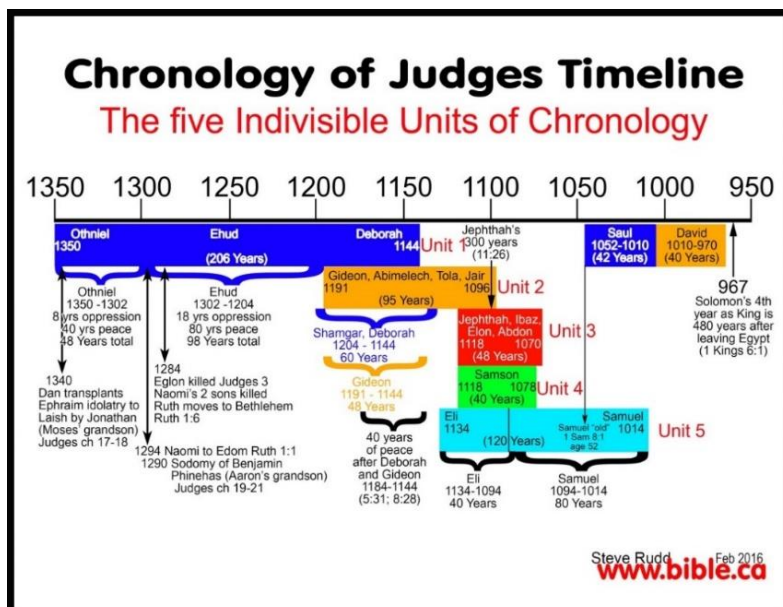 Chronology of Judges Timeline
The five Indivisible Units of Chronology
1350 1300 1250 1200 1150 1100 1050 1000 950
Othniel
1350
Ehud
(206 Years)
Deborah
1144
Unit 1
Jephthah's
300 years
(11:26)
Saul
1052-1010
(42 Years)
David
1010-970
(40 Years)
Othniel
1350 -1302
8 yrs oppression
40 yrs peace
48 Years total
Ehud
1302 -1204
18 yrs oppression
80 yrs peace
98 Years total
Gideon, Abimelech, Tola, Jair
1191 1096
(95 Years)
Unit 2
967
Solomon's 4th
year as King is
480 years after
leaving Egypt
(1 Kings 6:1)
Shamgar, Deborah
1204 - 1144
60 Years
Jephthah, Ibaz,
Elon, Abdon
1118 1070
(48 Years)
Unit 3
1340
Dan transplants
Ephraim idolatry to
Laish by Jonathan
(Moses' grandson)
Judges ch 17-18
1284
Eglon killed Judges 3
Naomi's 2 sons killed
Ruth moves to Bethlehem
Ruth 1:6
Gideon
1191 - 1144
48 Years
Samson
1118 1078
(40 Years)
Unit 4
Eli
1134
(120 Years)
Samuel "old"
1 Sam 8:1
age 52
Samuel
1014
Unit 5
1294 Naomi to Edom Ruth 1:1
1290 Sodomy of Benjamin
Phinehas (Aaron's grandson)
Judges ch 19-21
40 years
of peace
after Deborah
and Gideon
1184-1144
(5:31; 8:28)
Eli
1134-1094
40 Years
Samuel
1094-1014
80 Years
Steve Rudd Feb 2016
www.bible.ca